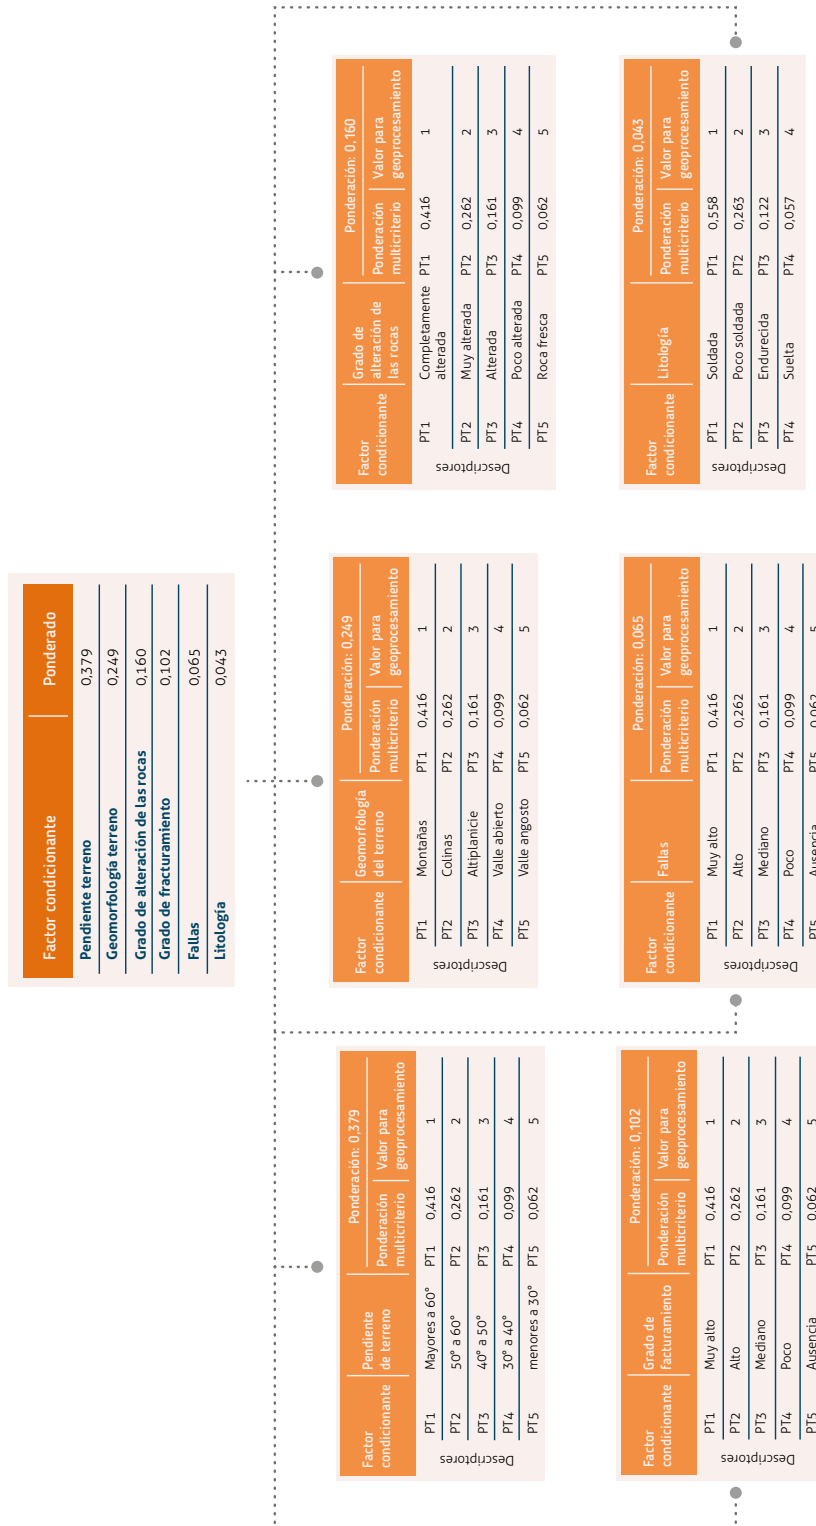 Factor condicionante Ponderado
Pendiente terreno 0,379
Geomorfología terreno 0,249
Grado de alteración de las rocas 0,160
Grado de fracturamiento 0,102
Fallas 0,065
Litología 0,043
Factor condicionante
Pendiente de terreno
Ponderación: 0,379
Ponderación multicriterio
Valor para geoprocesamiento
Descriptores
PT1 Mayores a 60° PT1 0,416 1
PT2 50° a 60° PT2 0,262 2
PT3 40° a 50° PT3 0,161 3
PT4 30° a 40° PT4 0,099 4
PT5 menores a 30° PT5 0,062 5
Factor condicionante
Geomorfología del terreno
Ponderación: 0,249
Ponderación multicriterio
Valor para geoprocesamiento
Descriptores
PT1 Montañas PT1 0,416 1
PT2 Colinas PT2 0,262 2
PT3 Altiplanicie PT3 0,161 3
PT4 Valle abierto PT4 0,099 4
PT5 Valle angosto PT5 0,062 5
Factor condicionante
Grado de alteración de las rocas
Ponderación: 0,160
Ponderación multicriterio
Valor para geoprocesamiento
Descriptores
PT1 Completamente alterada PT1 0,416 1
PT2 Muy alterada PT2 0,262 2
PT3 Alterada PT3 0,161 3
PT4 Poco alterada PT4 0,099 4
PT5 Roca fresca PT5 0,062 5
Factor condicionante
Grado de facturamiento
Ponderación: 0,102
Ponderación multicriterio
Valor para geoprocesamiento
Descriptores
PT1 Muy alto PT1 0,416 1
PT2 Alto PT2 0,262 2
PT3 Mediano PT3 0,161 3
PT4 Poco PT4 0,099 4
PT5 Ausencia PT5 0,062 5
Factor condicionante
Fallas
Ponderación: 0,065
Ponderación multicriterio
Valor para geoprocesamiento
Descriptores
PT1 Muy alto PT1 0,416 1
PT2 Alto PT2 0,262 2
PT3 Mediano PT3 0,161 3
PT4 Poco PT4 0,099 4
PT5 Ausencia PT5 0,062 5
Factor condicionante
Litología
Ponderación: 0,043
Ponderación multicriterio
Valor para geoprocesamiento
Descriptores
PT1 Soldada PT1 0,558 1
PT2 Poco soldada PT2 0,263 2
PT3 Endurecida PT3 0,122 3
PT4 Suelta PT4 0,057 4